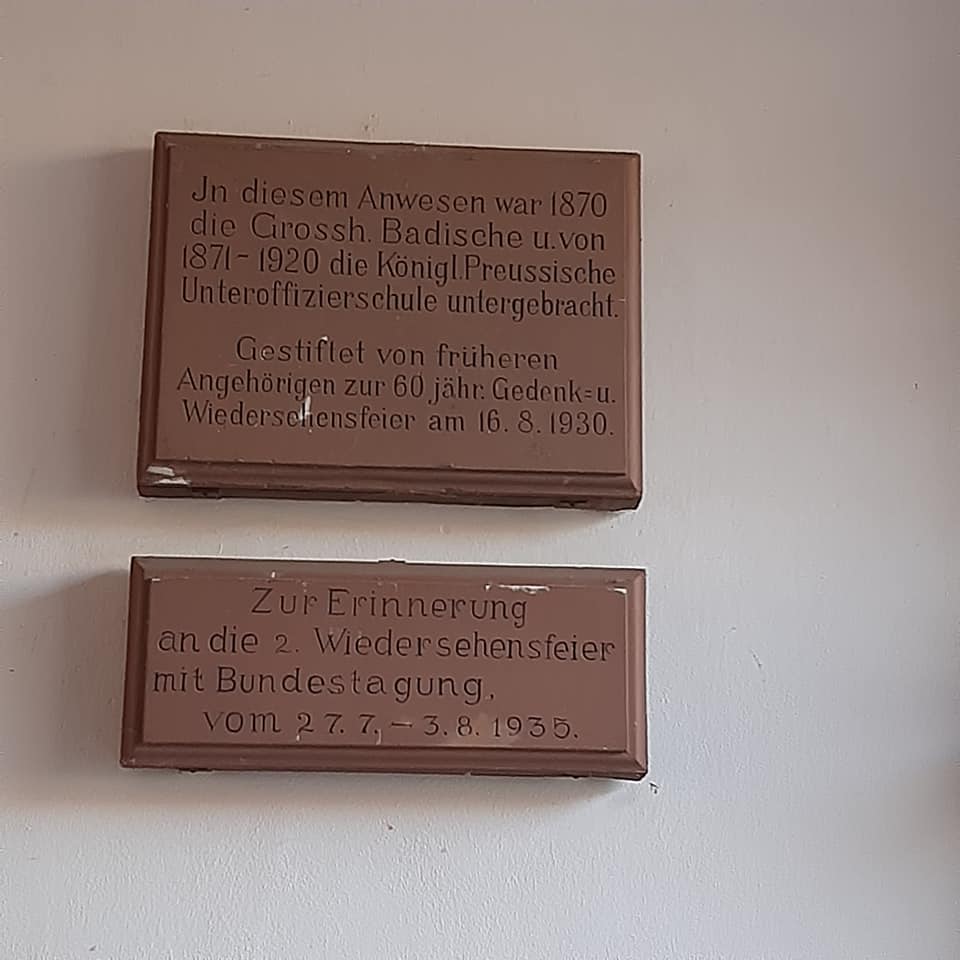 Jn diesem Anwesen war 1870
die Grossh. Badische u. von
1871 - 1920 die Königl. Preussische
Unteroffizierschule untergebracht.
Gestiftet von früheren
Angehörigen zur 60 jähr. Gedenk= u.
Wiedersehensfeier am 16. 8. 1930.
Zur Erinnerung
an die 2. Wiedersehensfeier
mit Bundestagung,
vom 27. 7. – 3. 8. 1935.